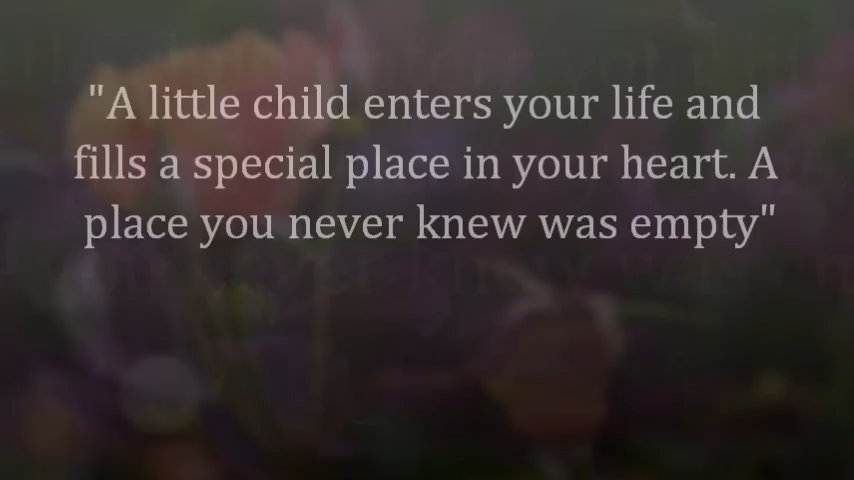 "A little child enters your life and
fills a special place in your heart. A
place you never knew was empty"